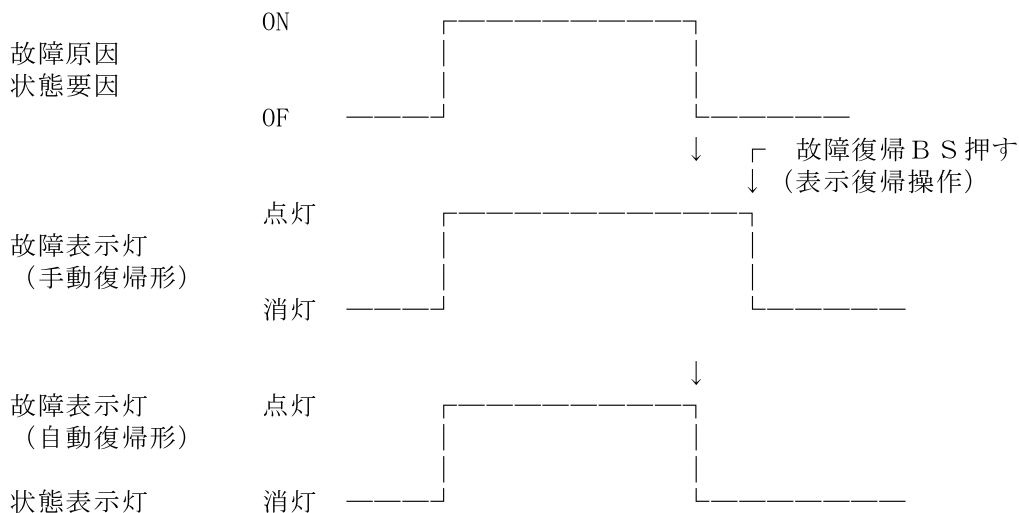 ON
故障原因
状態要因
OF
故障復帰BS押す
(表示復帰操作)
点灯
故障表示灯
(手動復帰形)
消灯
故障表示灯 点灯
(自動復帰形)
状態表示灯 消灯